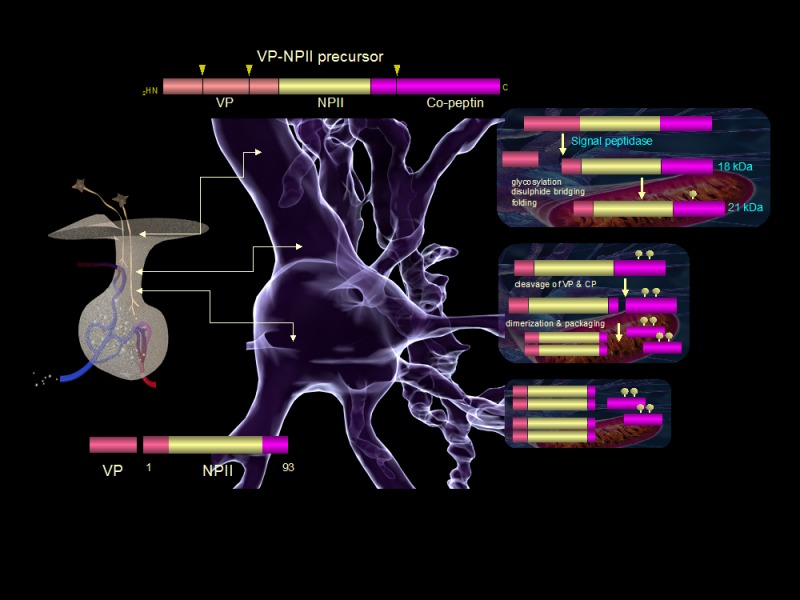 VP-NPII precursor
₂HN
C
VP NPII Co-peptin
Signal peptidase
18 kDa
glycosylation
disulphide bridging
folding
21 kDa
cleavage of VP & CP
dimerization & packaging
VP 1 NPII 93